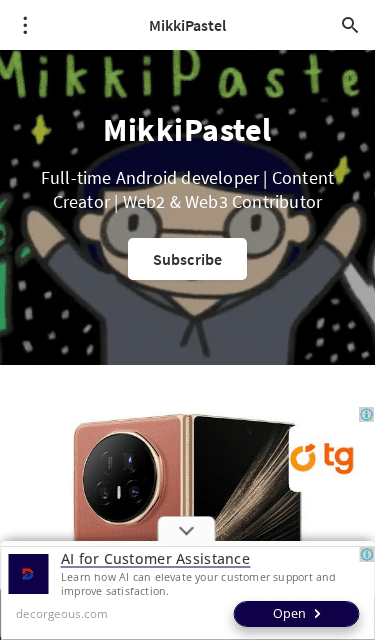 MikkiPastel
MikkiPaste
MikkiPastel
Full-time Android developer | Content
Creator | Web2 & Web3 Contributor
Subscribe
tg
AI for Customer Assistance
Learn how AI can elevate your customer support and
improve satisfaction.
decorgeous.com
Open